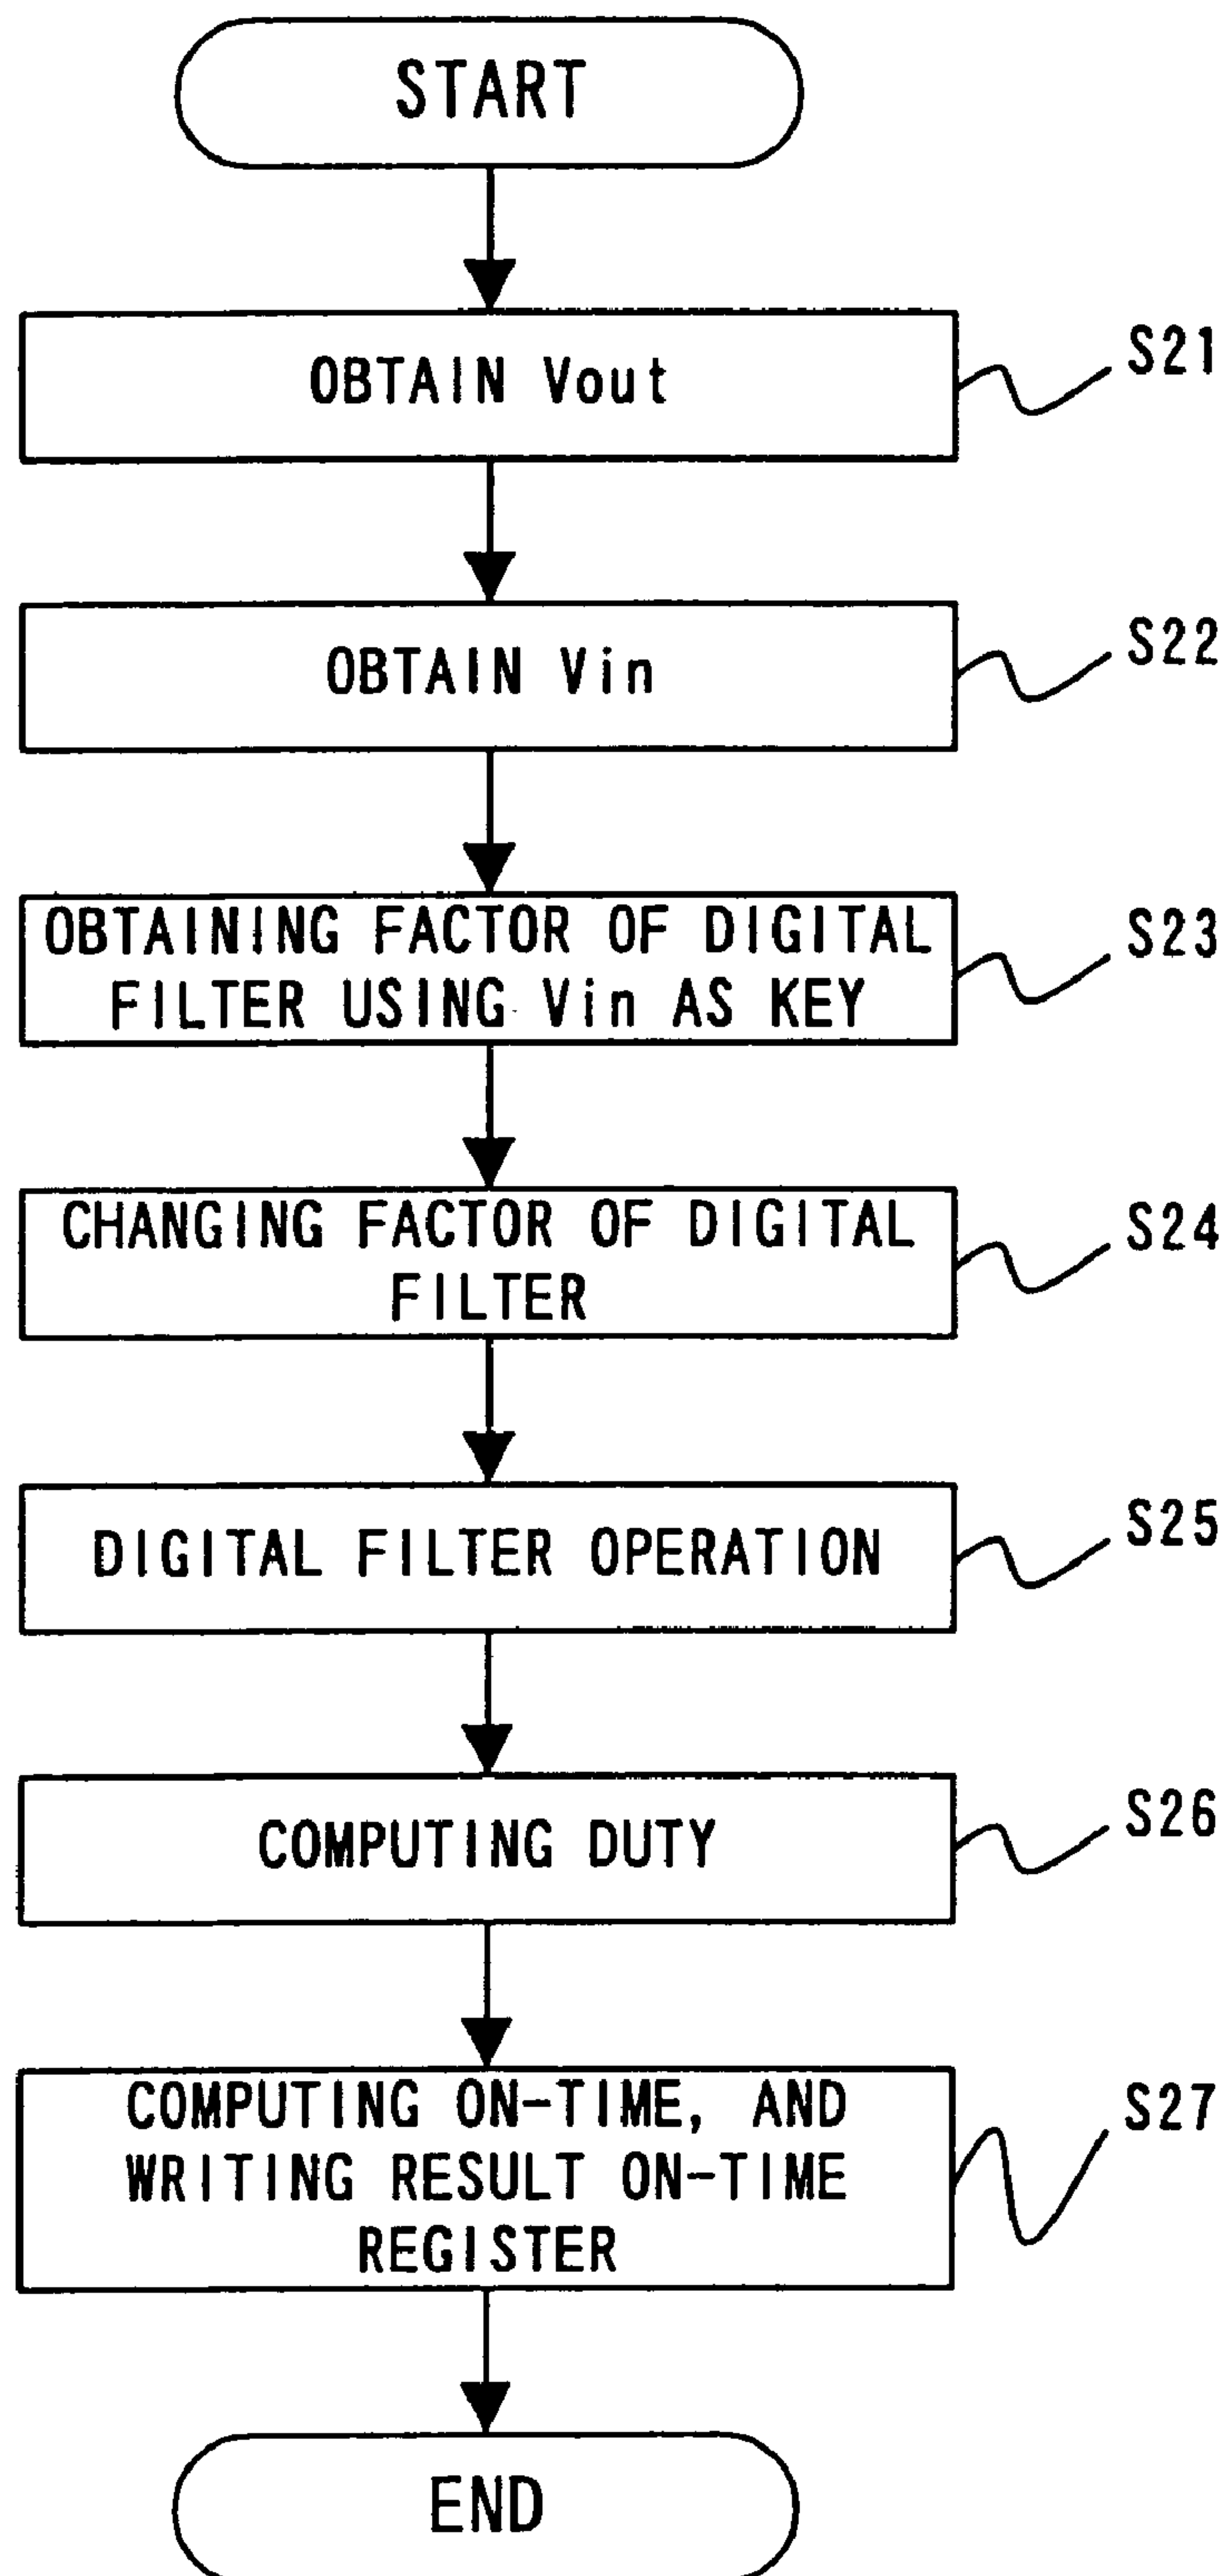 START
OBTAIN Vout
S21
OBTAIN Vin
S22
OBTAINING FACTOR OF DIGITAL
FILTER USING Vin AS KEY
S23
CHANGING FACTOR OF DIGITAL
FILTER
S24
DIGITAL FILTER OPERATION
S25
COMPUTING DUTY
S26
COMPUTING ON-TIME, AND
WRITING RESULT ON-TIME
REGISTER
S27
END